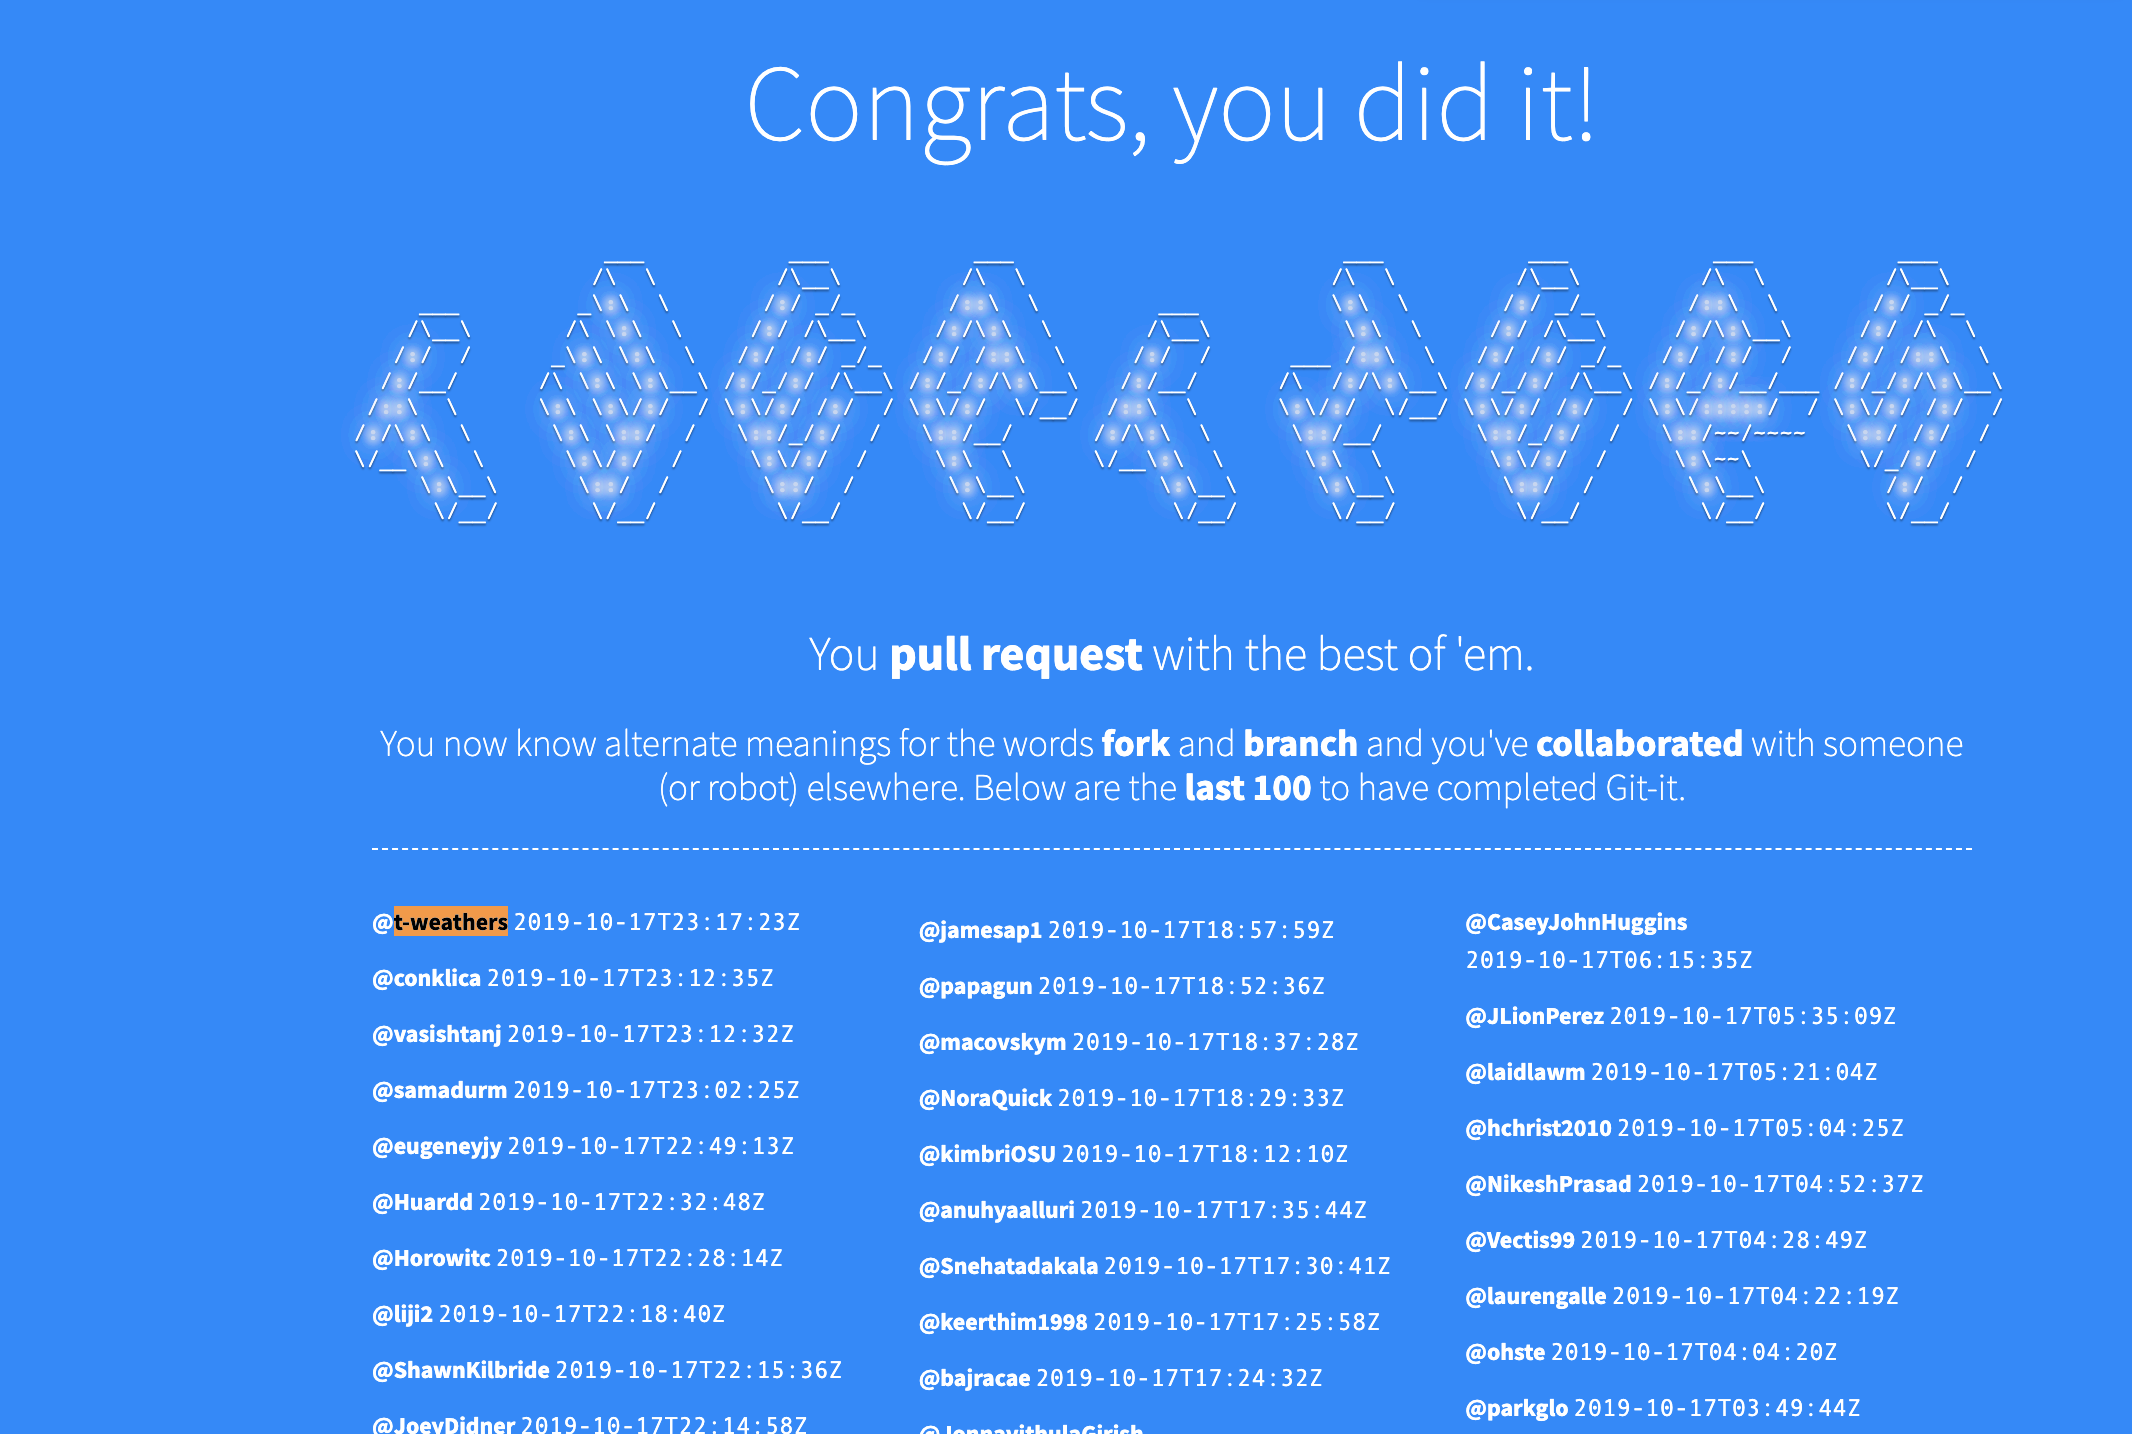 Congrats, you did it!
You pull request with the best of 'em.
You now know alternate meanings for the words fork and branch and you've collaborated with someone
(or robot) elsewhere. Below are the last 100 to have completed Git-it.
@t-weathers 2019-10-17T23:17:23Z
@conklica 2019-10-17T23:12:35Z
@vasishtanj 2019-10-17T23:12:32Z
@samadurm 2019-10-17T23:02:25Z
@eugeneyjy 2019-10-17T22:49:13Z
@Huardd 2019-10-17T22:32:48Z
@Horowitc 2019-10-17T22:28:14Z
@liji2 2019-10-17T22:18:40Z
@ShawnKilbride 2019-10-17T22:15:36Z
@JoeyDidner 2019-10-17T22:14:58Z
@jamesap1 2019-10-17T18:57:59Z
@papagun 2019-10-17T18:52:36Z
@macovskym 2019-10-17T18:37:28Z
@NoraQuick 2019-10-17T18:29:33Z
@kimbriOSU 2019-10-17T18:12:10Z
@anuhyaalluri 2019-10-17T17:35:44Z
@Snehatadakala 2019-10-17T17:30:41Z
@keerthim1998 2019-10-17T17:25:58Z
@bajracae 2019-10-17T17:24:32Z
@CaseyJohnHuggins
2019-10-17T06:15:35Z
@JLionPerez 2019-10-17T05:35:09Z
@laidlawm 2019-10-17T05:21:04Z
@hchrist2010 2019-10-17T05:04:25Z
@NikeshPrasad 2019-10-17T04:52:37Z
@Vectis99 2019-10-17T04:28:49Z
@laurengalle 2019-10-17T04:22:19Z
@ohste 2019-10-17T04:04:20Z
@parkglo 2019-10-17T03:49:44Z